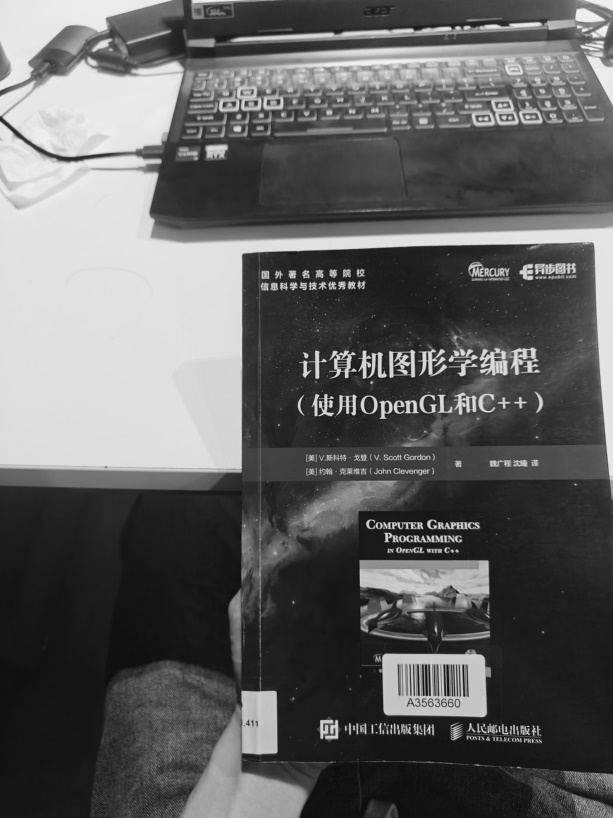 acer
国外著名高等院校
信息科学与技术优秀教材
MERCURY
异步图书
www.epubit.com
计算机图形学编程
（使用OpenGL和C++）
[美] V.斯科特·戈登（V. Scott Gordon）
[美] 约翰·克莱维吉（John Clevenger）
著
魏广程 沈瞳 译
COMPUTER GRAPHICS
PROGRAMMING
IN OPENGL WITH C++
A3563660
.411
中国工信出版集团
人民邮电出版社
POSTS & TELECOM PRESS